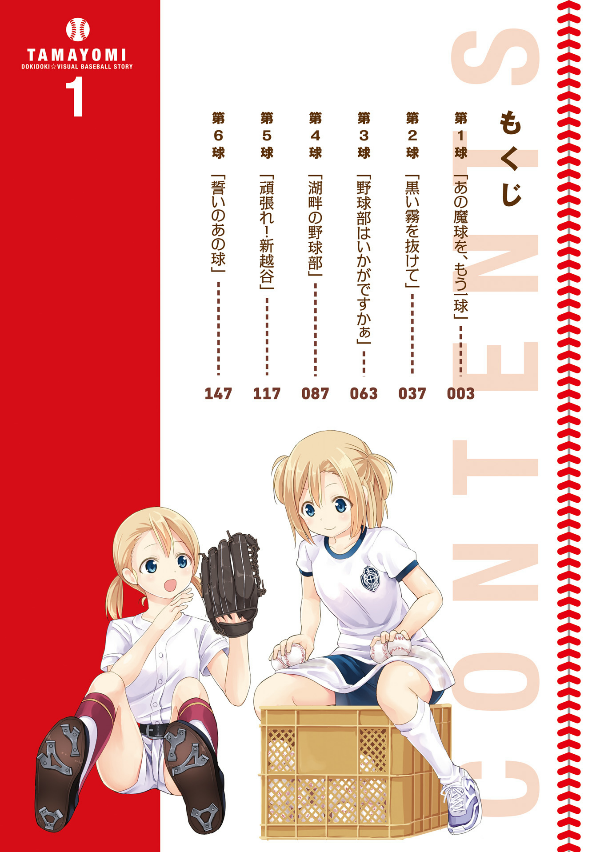 TAMAYOMI
DOKIDOKI☆VISUAL BASEBALL STORY
1
CONTENTS
もくじ
第1球「あの魔球を、もう一球」 003
第2球「黒い霧を抜けて」 037
第3球「野球部はいかがですかぁ」 063
第4球「湖畔の野球部」 087
第5球「頑張れ！新越谷」 117
第6球「誓いのあの球」 147